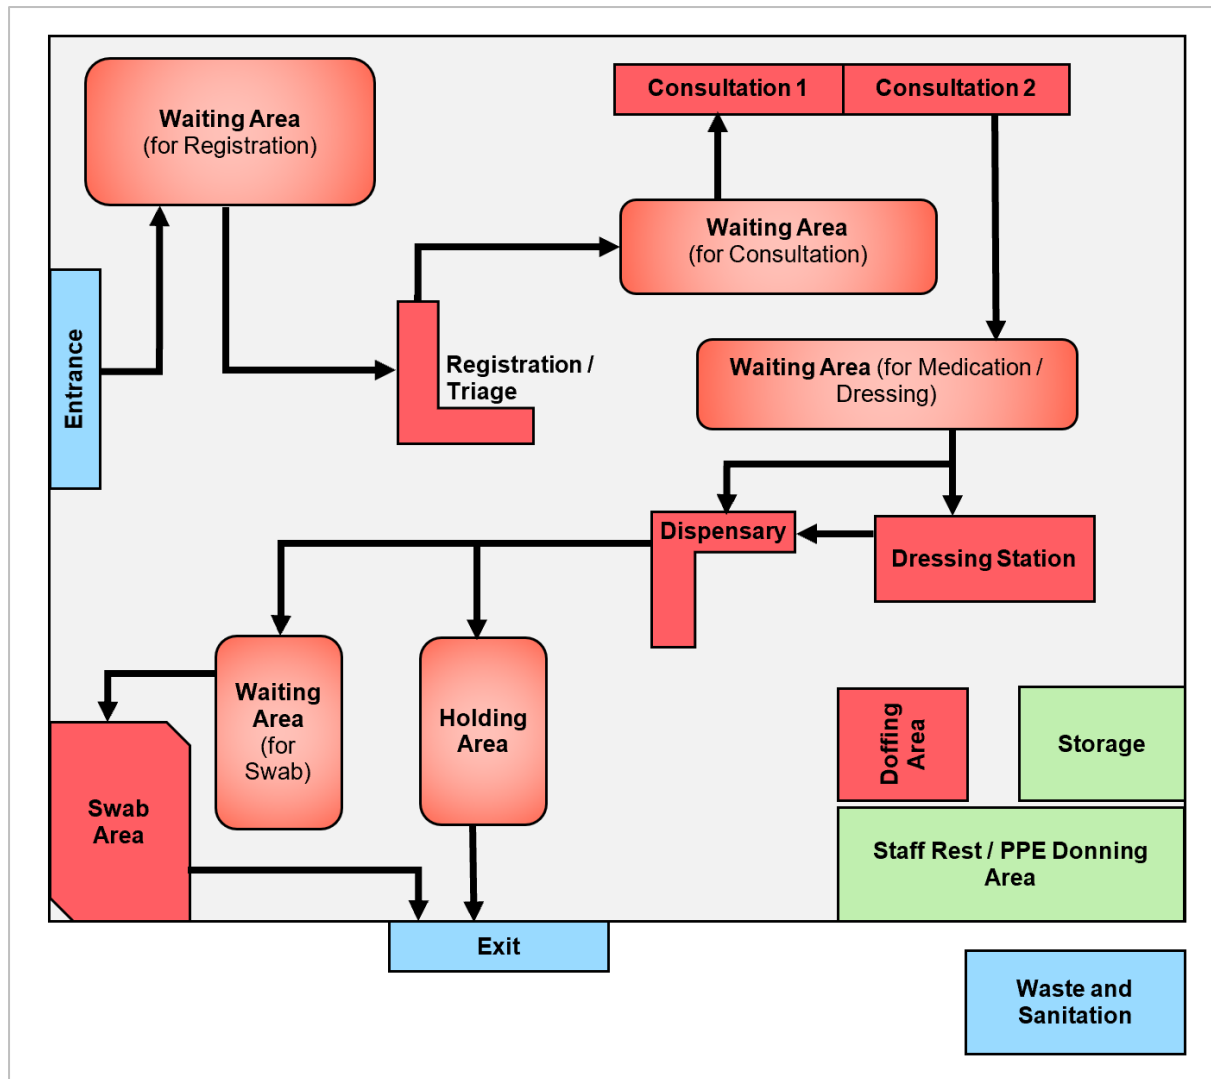 Waiting Area
(for Registration)
Consultation 1
Consultation 2
Waiting Area
(for Consultation)
Entrance
Registration /
Triage
Waiting Area (for Medication /
Dressing)
Dispensary
Dressing Station
Waiting
Area
(for
Swab)
Holding
Area
Doffing
Area
Storage
Swab
Area
Staff Rest / PPE Donning
Area
Exit
Waste and
Sanitation